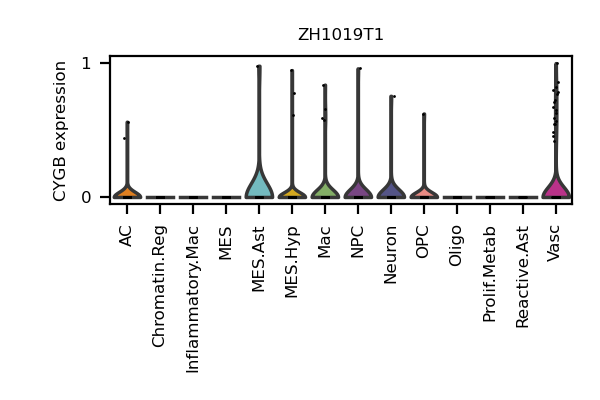 ZH1019T1
CYGB expression
1
0
AC
Chromatin.Reg
Inflammatory.Mac
MES
MES.Ast
MES.Hyp
Mac
NPC
Neuron
OPC
Oligo
Prolif.Metab
Reactive.Ast
Vasc